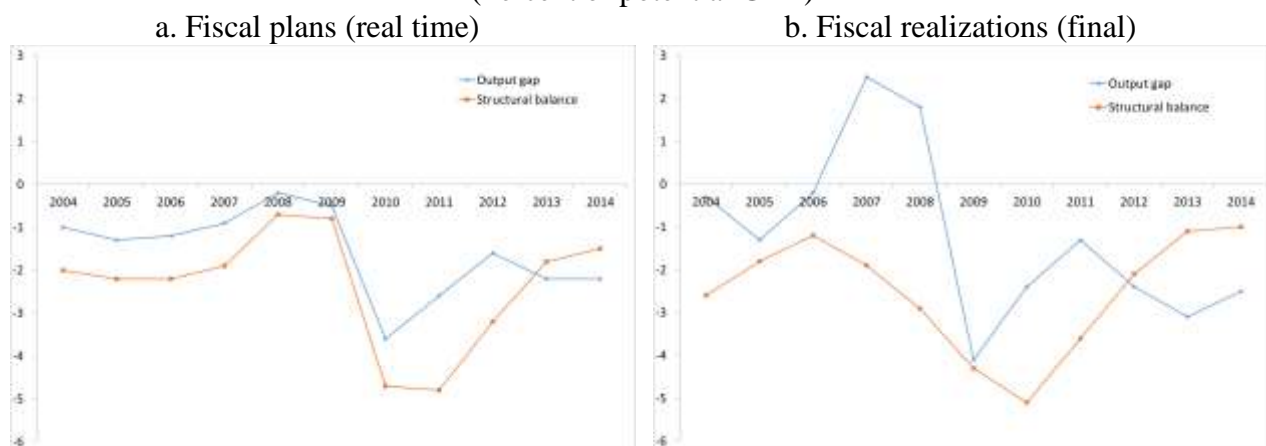 a. Fiscal plans (real time)
b. Fiscal realizations (final)
3
2
1
0
-1
-2
-3
-4
-5
-6
Output gap
Structural balance
2004 2005 2006 2007 2008 2009 2010 2011 2012 2013 2014
3
2
1
0
-1
-2
-3
-4
-5
-6
Output gap
Structural balance
2004 2005 2006 2007 2008 2009 2010 2011 2012 2013 2014